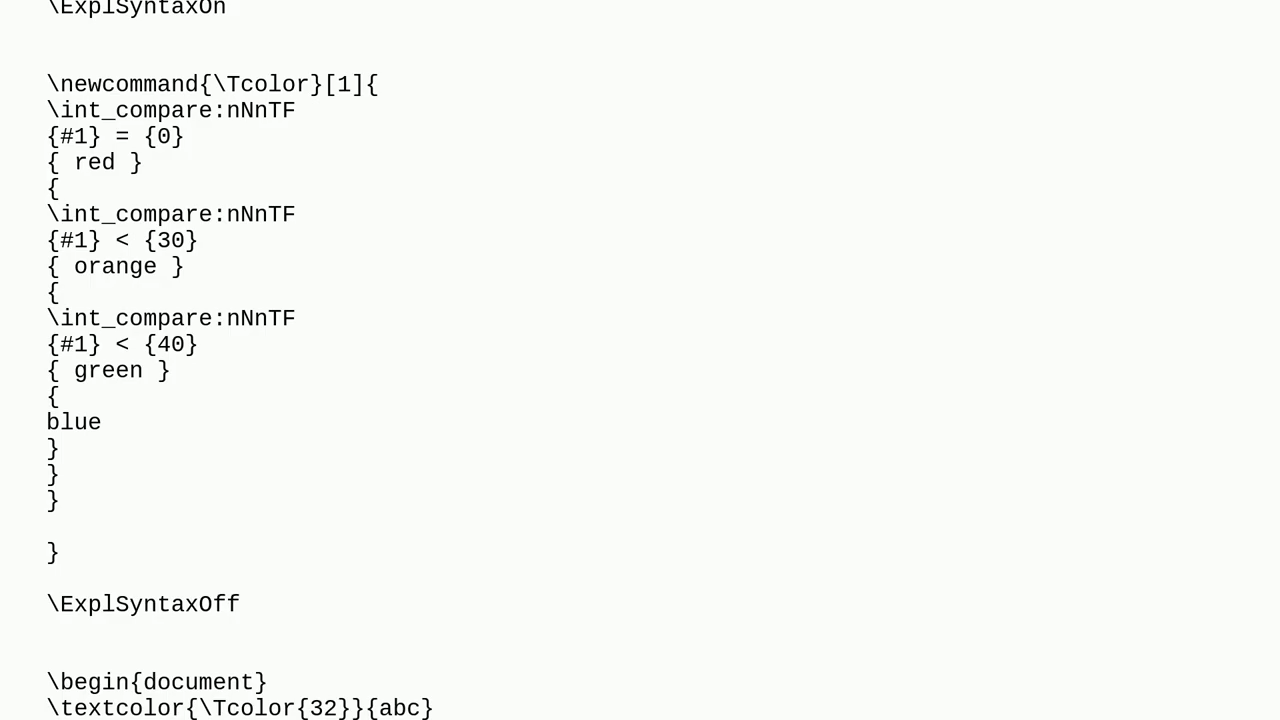 \ExplSyntaxOn
\newcommand{\Tcolor}[1]{
\int_compare:nNnTF
{#1} = {0}
{ red }
{
\int_compare:nNnTF
{#1} < {30}
{ orange }
{
\int_compare:nNnTF
{#1} < {40}
{ green }
{
blue
}
}
}
}
\ExplSyntaxOff
\begin{document}
\textcolor{\Tcolor{32}}{abc}